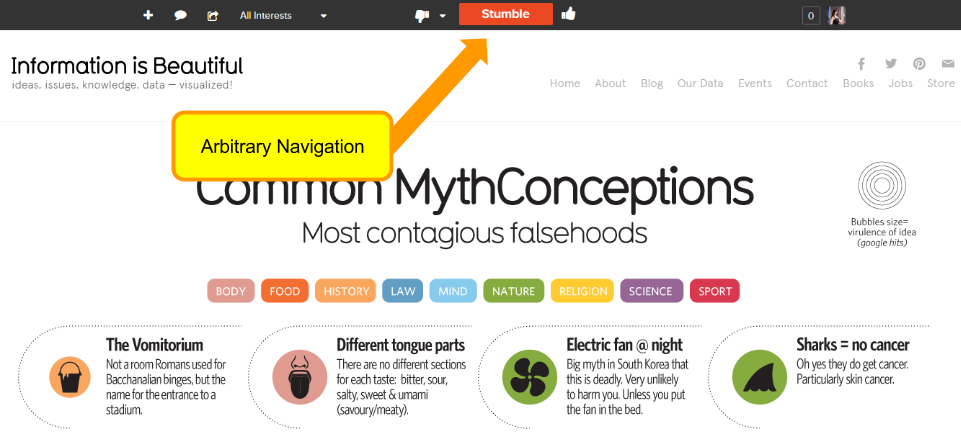 All Interests
Stumble
0
Information is Beautiful
ideas, issues, knowledge, data — visualized!
Home About Blog Our Data Events Contact Books Jobs Store
Arbitrary Navigation
Common MythConceptions
Most contagious falsehoods
Bubbles size=
virulence of idea
(google hits)
BODY FOOD HISTORY LAW MIND NATURE RELIGION SCIENCE SPORT
The Vomitorium
Not a room Romans used for
Bacchanalian binges, but the
name for the entrance to a
stadium.
Different tongue parts
There are no different sections
for each taste: bitter, sour,
salty, sweet & umami
(savoury/meaty).
Electric fan @ night
Big myth in South Korea that
this is deadly. Very unlikely
to harm you. Unless you put
the fan in the bed.
Sharks = no cancer
Oh yes they do get cancer.
Particularly skin cancer.